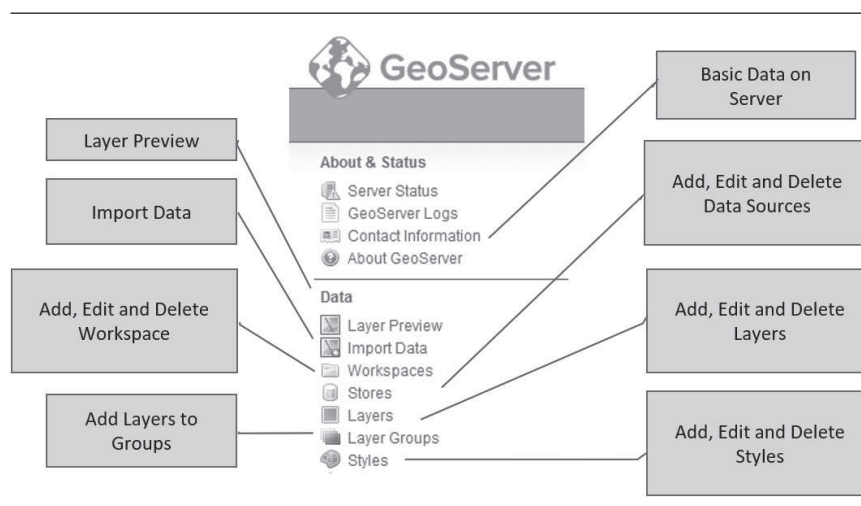 GeoServer
Basic Data on
Server
Layer Preview
Import Data
Add, Edit and Delete
Workspace
Add Layers to
Groups
About & Status
Server Status
GeoServer Logs
Contact Information
About GeoServer
Data
Layer Preview
Import Data
Workspaces
Stores
Layers
Layer Groups
Styles
Add, Edit and Delete
Data Sources
Add, Edit and Delete
Layers
Add, Edit and Delete
Styles